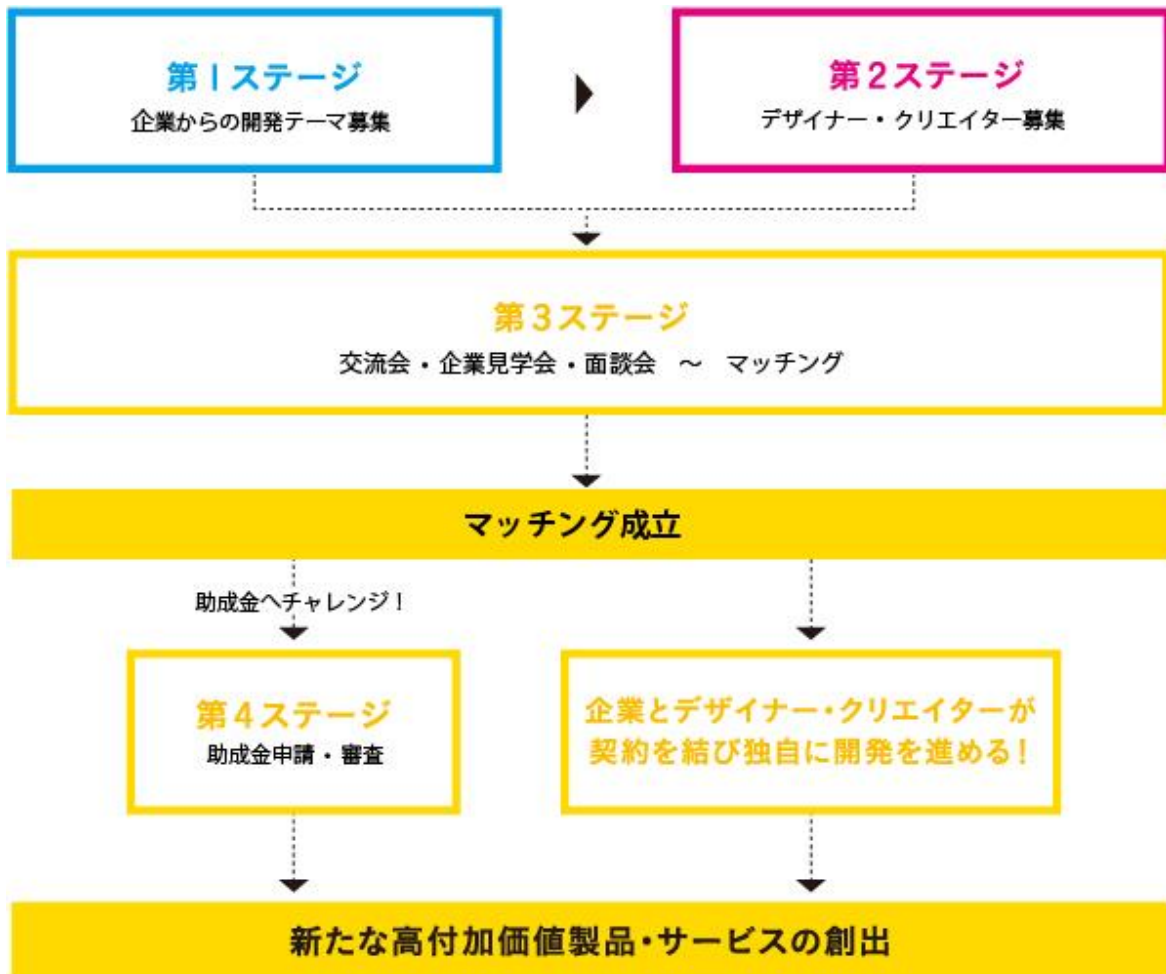 第1ステージ
企業からの開発テーマ募集
第2ステージ
デザイナー・クリエイター募集
第3ステージ
交流会・企業見学会・面談会　～　マッチング
マッチング成立
助成金へチャレンジ！
第4ステージ
助成金申請・審査
企業とデザイナー・クリエイターが
契約を結び独自に開発を進める！
新たな高付加価値製品・サービスの創出